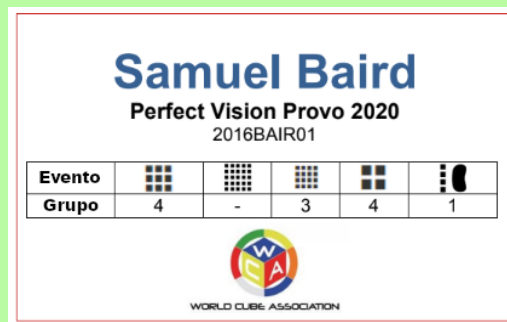 Samuel Baird
Perfect Vision Provo 2020
2016BAIR01
Evento
Grupo 4 - 3 4 1
W C A
WORLD CUBE ASSOCIATION